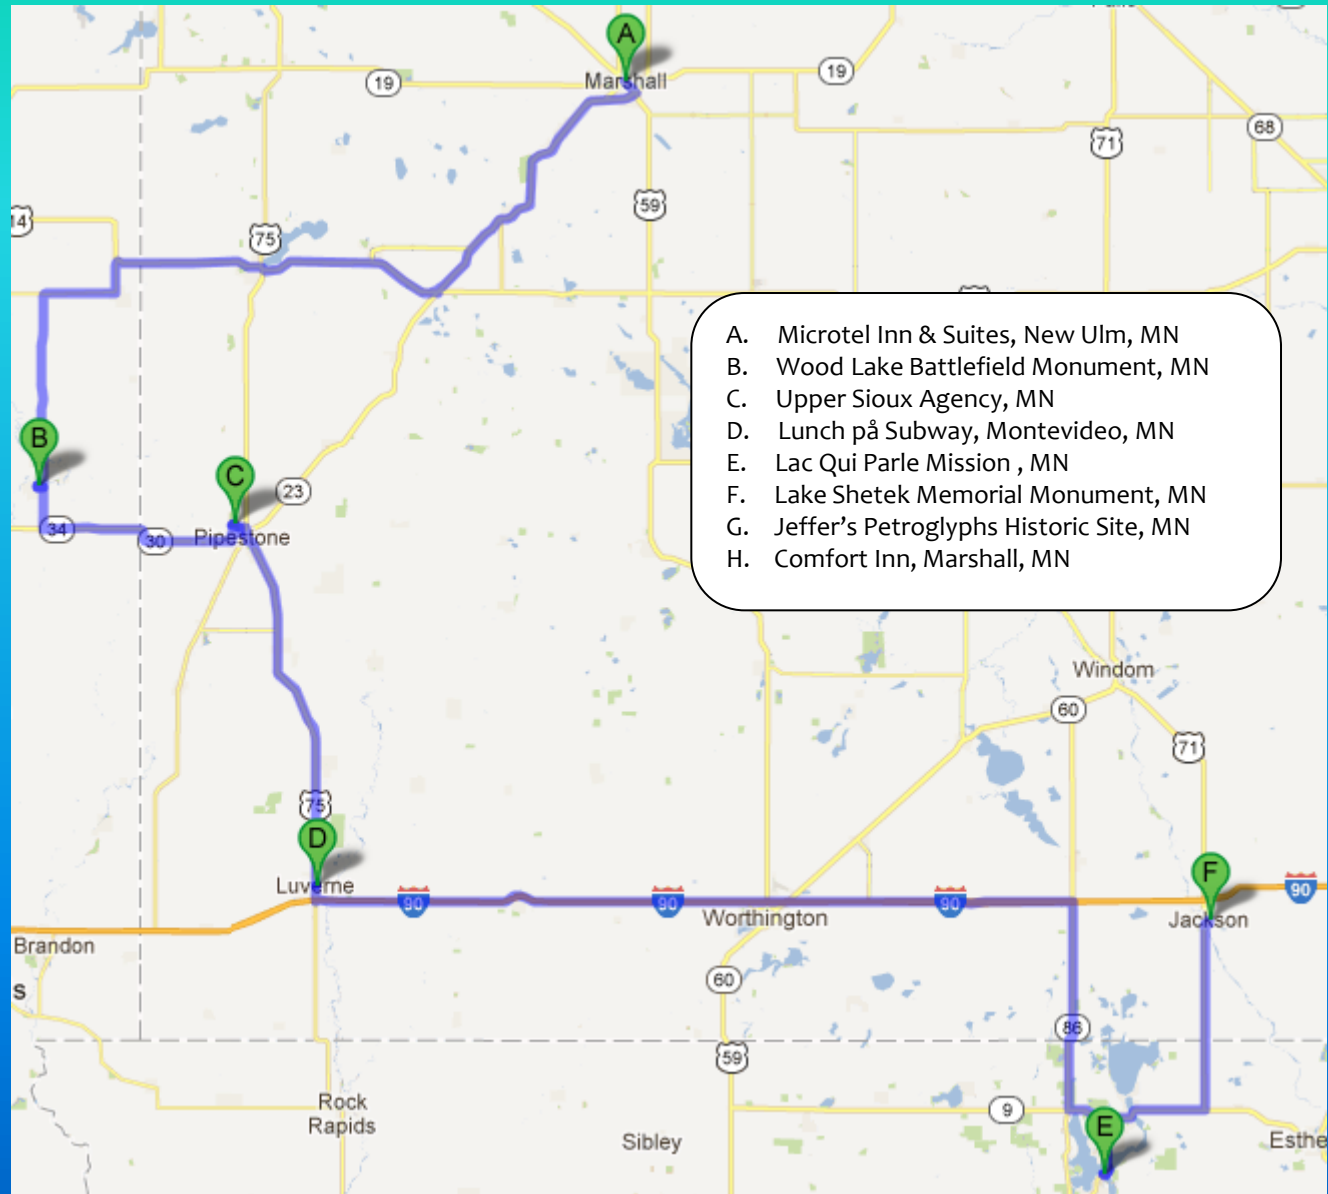 A
Marshall
19
19
68
71
59
14
75
A. Microtel Inn & Suites, New Ulm, MN
B. Wood Lake Battlefield Monument, MN
C. Upper Sioux Agency, MN
D. Lunch på Subway, Montevideo, MN
E. Lac Qui Parle Mission , MN
F. Lake Shetek Memorial Monument, MN
G. Jeffer's Petroglyphs Historic Site, MN
H. Comfort Inn, Marshall, MN
B
C
23
34
30
Pipestone
Windom
60
71
75
D
Luverne
F
90
90
90
90
Worthington
Jackson
Brandon
60
s
86
59
Rock
Rapids
9
E
Sibley
Esthe